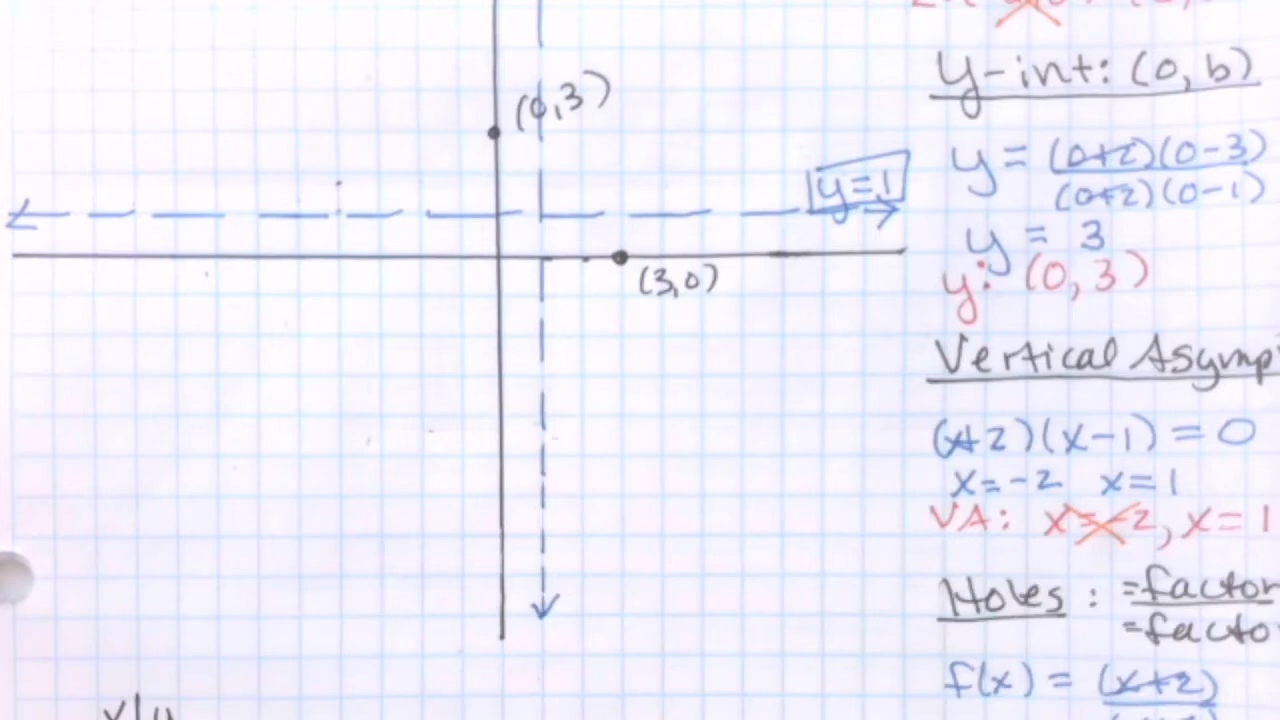 (0,3)
y=1
(3,0)
x|y
y-int: (0, b)
y = (0+2)(0-3)
(0+2)(0-1)
y = 3
y: (0,3)
Vertical Asymp
(x+2)(x-1) = 0
x=-2 x=1
VA: x=-2, x=1
Holes: =factor
=facto
f(x) = (x+2)